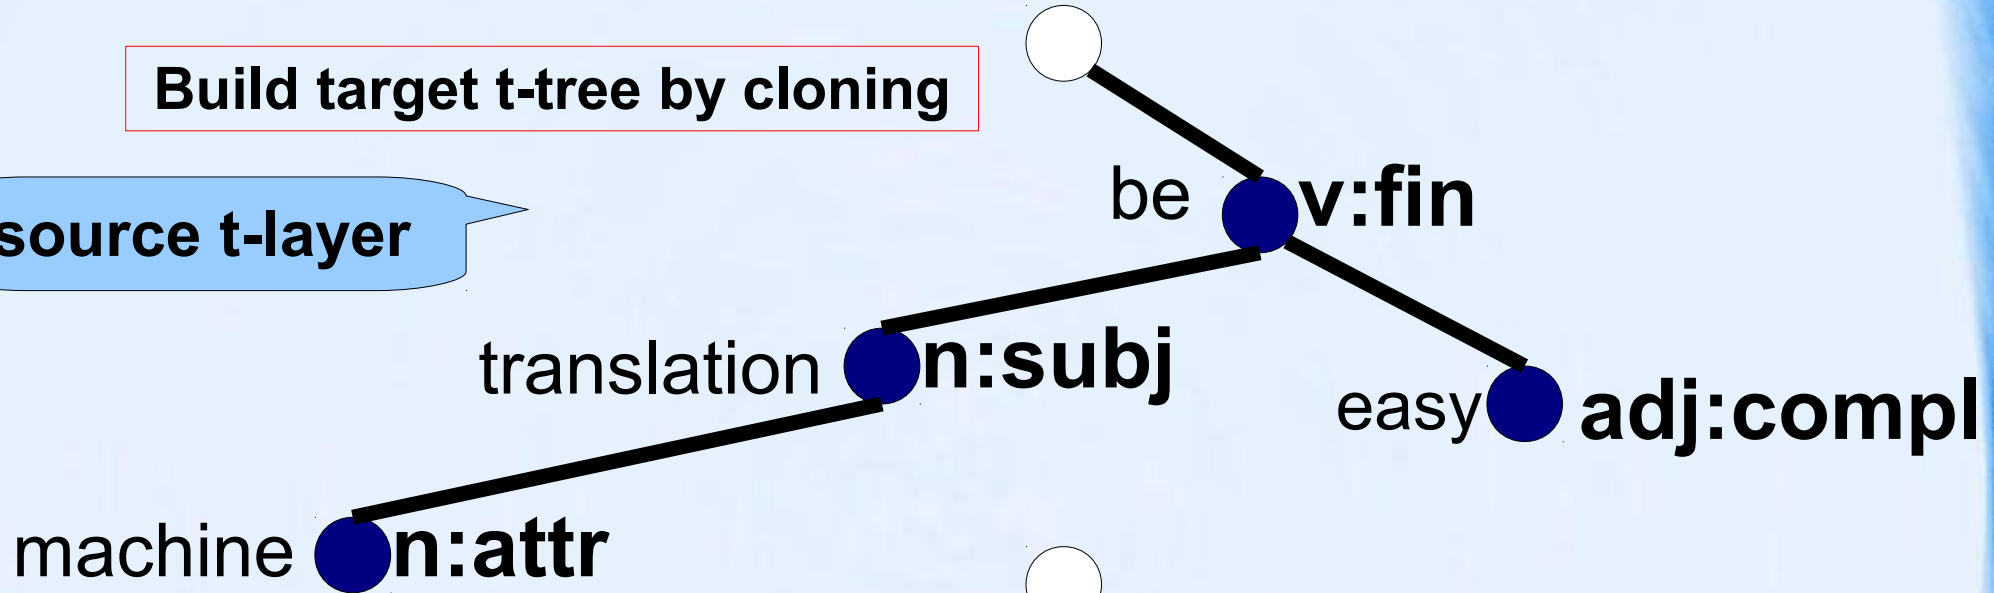 Build target t-tree by cloning
be v:fin
source t-layer
translation n:subj
easy adj:compl
machine n:attr